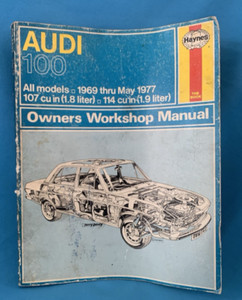 AUDI
100
Haynes
All models □ 1969 thru May 1977
107 cu in (1.8 liter) □ 114 cu in (1.9 liter)
Owners Workshop Manual